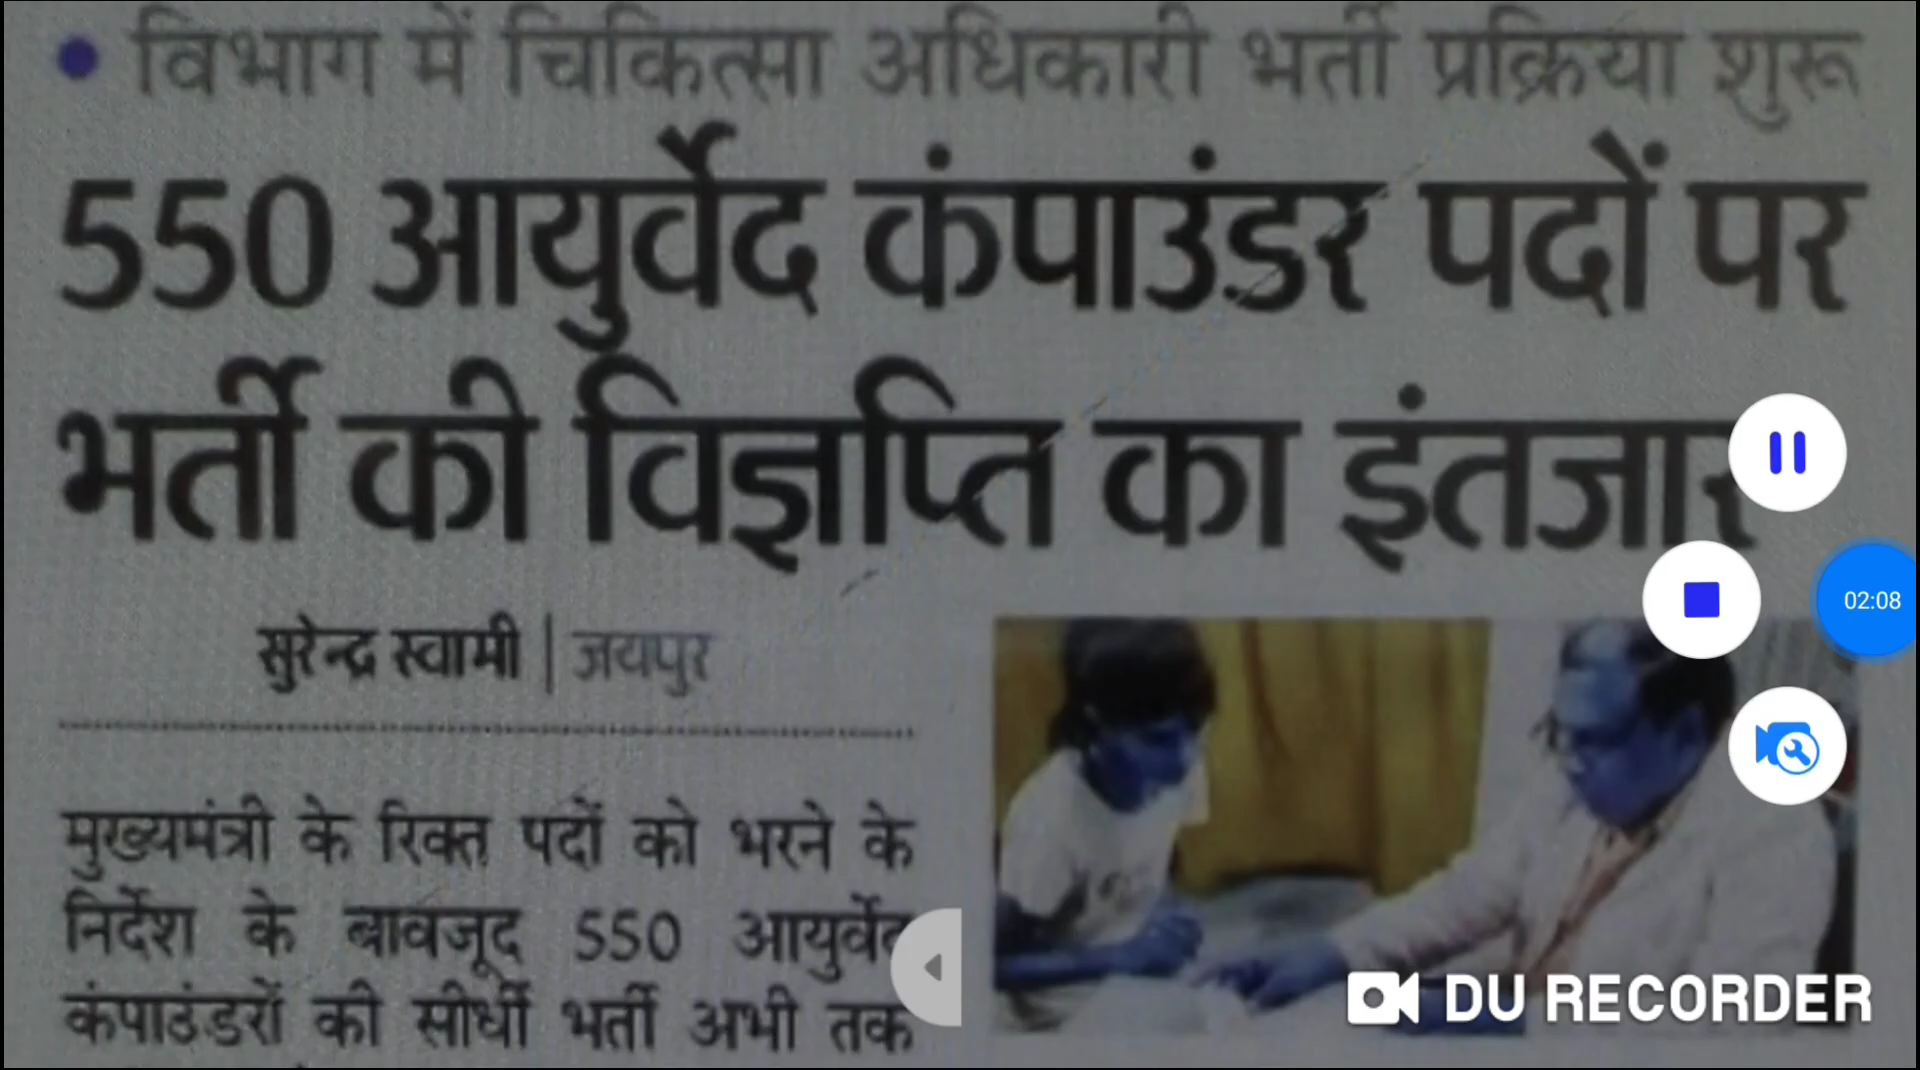 • विभाग में चिकित्सा अधिकारी भर्ती प्रक्रिया शुरू
550 आयुर्वेद कंपाउंडर पदों पर
भर्ती की विज्ञप्ति का इंतजार
सुरेन्द्र स्वामी | जयपुर
मुख्यमंत्री के रिक्त पदों को भरने के
निर्देश के बावजूद 550 आयुर्वेद
कंपाउंडरों की सीधी भर्ती अभी तक
02:08
DU RECORDER